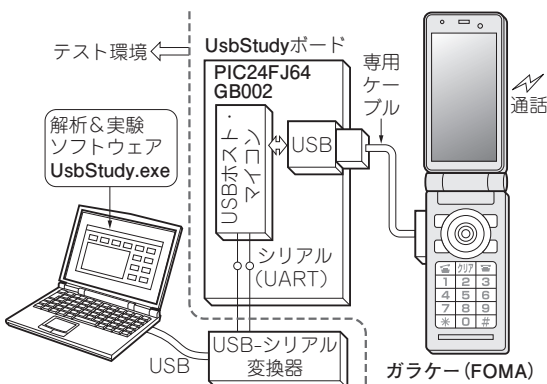 テスト環境
UsbStudyボード
PIC24FJ64
GB002
USBホスト・
マイコン
USB
専用
ケー
ブル
通話
解析&実験
ソフトウェア
UsbStudy.exe
シリアル
(UART)
USB-シリアル
変換器
USB
クリア
1 2 3
4 5 6
7 8 9
* 0 #
ガラケー(FOMA)